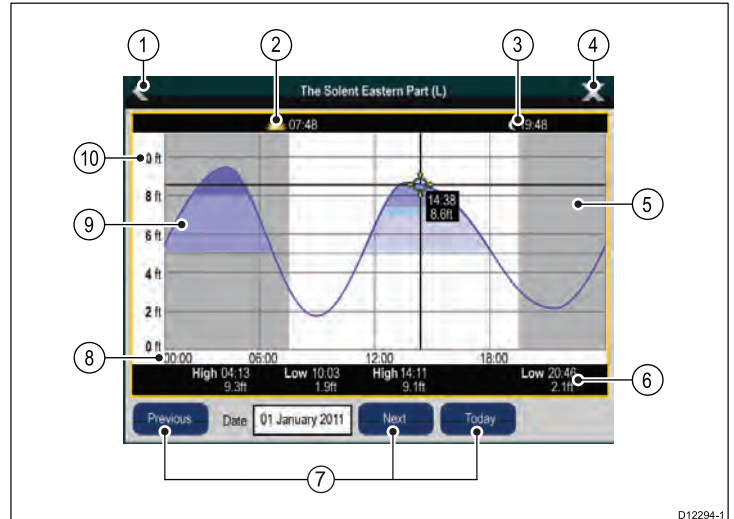 1 2 3 4
The Solent Eastern Part (L)
07:48 19:48
10 0 ft
8 ft
14:38
8.6ft
5
9
6 ft
4 ft
2 ft
0 ft
8 00:00 06:00 12:00 18:00
High 04:13 Low 10:03 High 14:11 Low 20:46
9.3ft 1.9ft 9.1ft 2.1ft
6
Previous Date 01 January 2011 Next Today
7
D12294-1